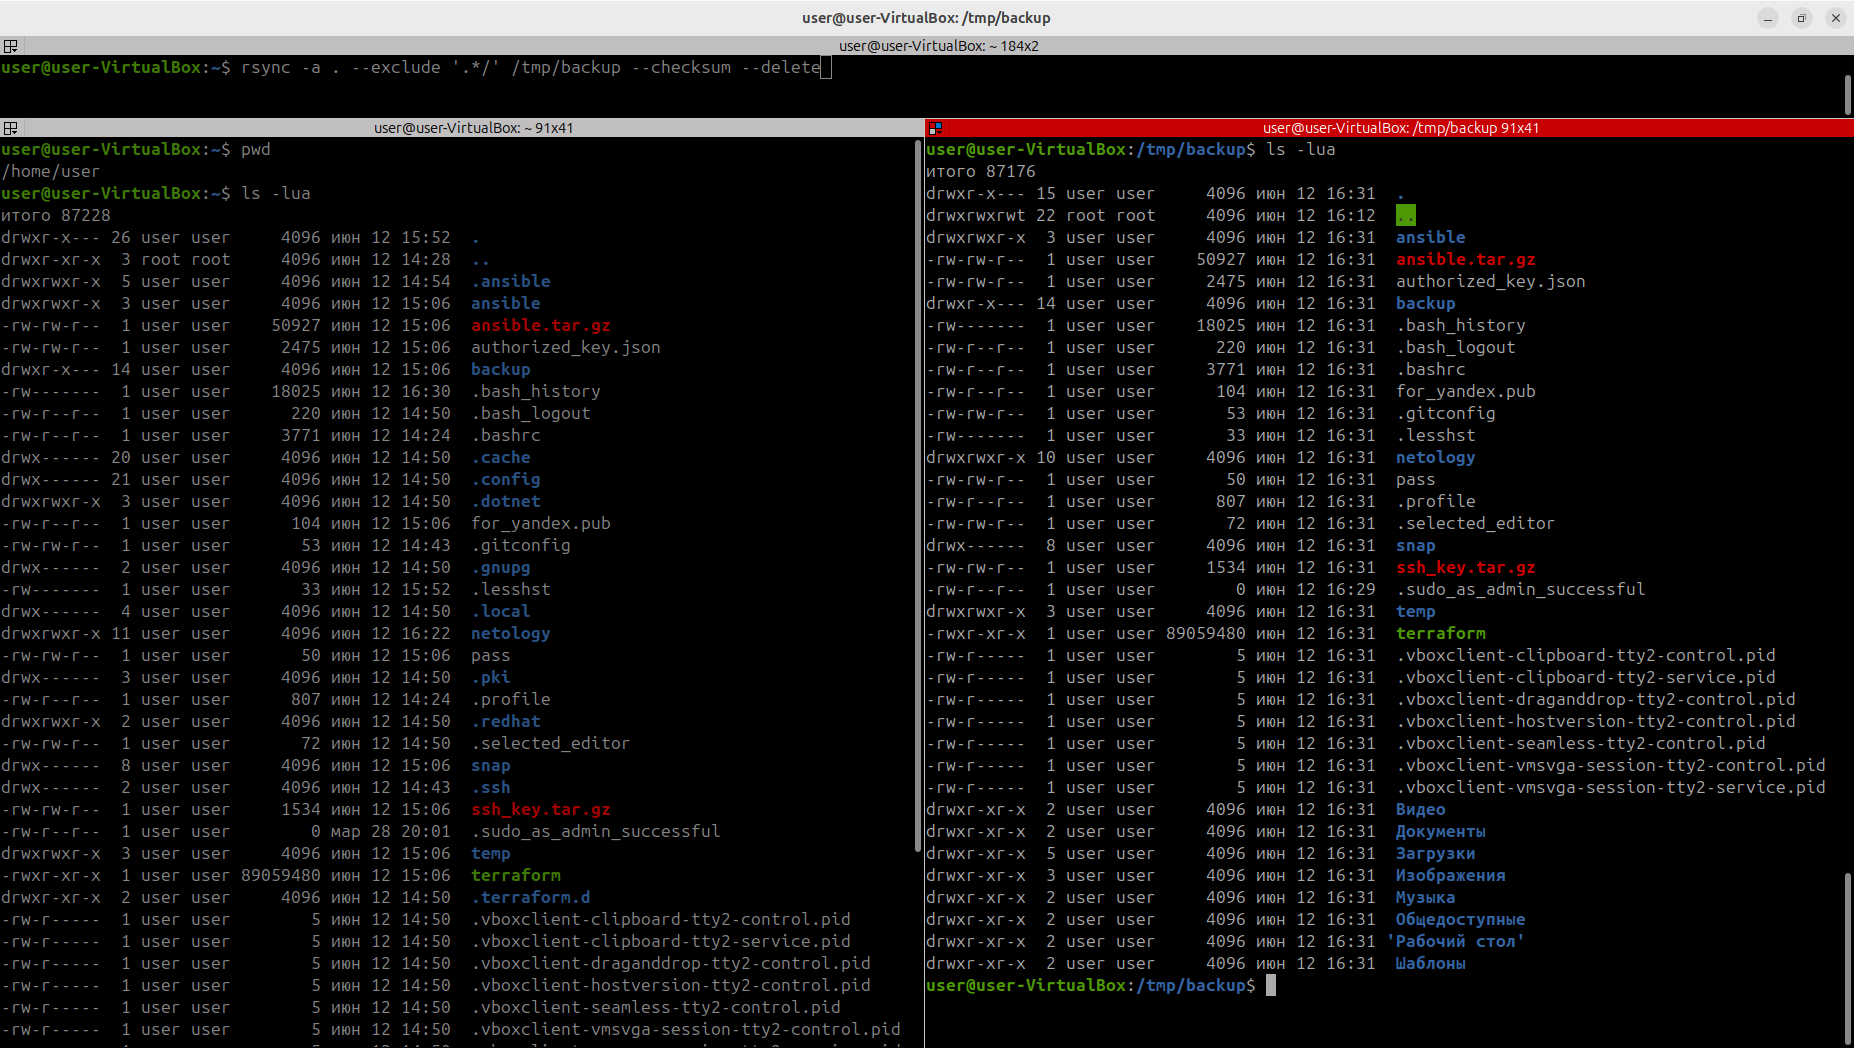 user@user-VirtualBox: /tmp/backup
user@user-VirtualBox: ~ 184x2
user@user-VirtualBox:~$ rsync -a . --exclude '.*/' /tmp/backup --checksum --delete
user@user-VirtualBox: ~ 91x41
user@user-VirtualBox:~$ pwd
/home/user
user@user-VirtualBox:~$ ls -lua
итого 87228
drwxr-x--- 26 user user     4096 июн 12 15:52  .
drwxr-xr-x  3 root root     4096 июн 12 14:28  ..
drwxrwxr-x  5 user user     4096 июн 12 14:54  .ansible
drwxrwxr-x  3 user user     4096 июн 12 15:06  ansible
-rw-rw-r--  1 user user    50927 июн 12 15:06  ansible.tar.gz
-rw-rw-r--  1 user user     2475 июн 12 15:06  authorized_key.json
drwxr-x--- 14 user user     4096 июн 12 15:06  backup
-rw-------  1 user user    18025 июн 12 16:30  .bash_history
-rw-r--r--  1 user user      220 июн 12 14:50  .bash_logout
-rw-r--r--  1 user user     3771 июн 12 14:24  .bashrc
drwx------ 20 user user     4096 июн 12 14:50  .cache
drwx------ 21 user user     4096 июн 12 14:50  .config
drwxrwxr-x  3 user user     4096 июн 12 14:50  .dotnet
-rw-r--r--  1 user user      104 июн 12 15:06  for_yandex.pub
-rw-rw-r--  1 user user       53 июн 12 14:43  .gitconfig
drwx------  2 user user     4096 июн 12 14:50  .gnupg
-rw-------  1 user user       33 июн 12 15:52  .lesshst
drwx------  4 user user     4096 июн 12 14:50  .local
drwxrwxr-x 11 user user     4096 июн 12 16:22  netology
-rw-rw-r--  1 user user       50 июн 12 15:06  pass
drwx------  3 user user     4096 июн 12 14:50  .pki
-rw-r--r--  1 user user      807 июн 12 14:24  .profile
drwxrwxr-x  2 user user     4096 июн 12 14:50  .redhat
-rw-rw-r--  1 user user       72 июн 12 14:50  .selected_editor
drwx------  8 user user     4096 июн 12 15:06  snap
drwx------  2 user user     4096 июн 12 14:43  .ssh
-rw-rw-r--  1 user user     1534 июн 12 15:06  ssh_key.tar.gz
-rw-r--r--  1 user user        0 мар 28 20:01  .sudo_as_admin_successful
drwxrwxr-x  3 user user     4096 июн 12 15:06  temp
-rwxr-xr-x  1 user user 89059480 июн 12 15:06  terraform
drwxr-xr-x  2 user user     4096 июн 12 14:50  .terraform.d
-rw-r-----  1 user user        5 июн 12 14:50  .vboxclient-clipboard-tty2-control.pid
-rw-r-----  1 user user        5 июн 12 14:50  .vboxclient-clipboard-tty2-service.pid
-rw-r-----  1 user user        5 июн 12 14:50  .vboxclient-draganddrop-tty2-control.pid
-rw-r-----  1 user user        5 июн 12 14:50  .vboxclient-hostversion-tty2-control.pid
-rw-r-----  1 user user        5 июн 12 14:50  .vboxclient-seamless-tty2-control.pid
-rw-r-----  1 user user        5 июн 12 14:50  .vboxclient-vmsvga-session-tty2-control.pid
user@user-VirtualBox: /tmp/backup 91x41
user@user-VirtualBox:/tmp/backup$ ls -lua
итого 87176
drwxr-x--- 15 user user     4096 июн 12 16:31  .
drwxrwxrwt 22 root root     4096 июн 12 16:12  ..
drwxrwxr-x  3 user user     4096 июн 12 16:31  ansible
-rw-rw-r--  1 user user    50927 июн 12 16:31  ansible.tar.gz
-rw-rw-r--  1 user user     2475 июн 12 16:31  authorized_key.json
drwxr-x--- 14 user user     4096 июн 12 16:31  backup
-rw-------  1 user user    18025 июн 12 16:31  .bash_history
-rw-r--r--  1 user user      220 июн 12 16:31  .bash_logout
-rw-r--r--  1 user user     3771 июн 12 16:31  .bashrc
-rw-r--r--  1 user user      104 июн 12 16:31  for_yandex.pub
-rw-rw-r--  1 user user       53 июн 12 16:31  .gitconfig
-rw-------  1 user user       33 июн 12 16:31  .lesshst
drwxrwxr-x 10 user user     4096 июн 12 16:31  netology
-rw-rw-r--  1 user user       50 июн 12 16:31  pass
-rw-r--r--  1 user user      807 июн 12 16:31  .profile
-rw-rw-r--  1 user user       72 июн 12 16:31  .selected_editor
drwx------  8 user user     4096 июн 12 16:31  snap
-rw-rw-r--  1 user user     1534 июн 12 16:31  ssh_key.tar.gz
-rw-r--r--  1 user user        0 июн 12 16:29  .sudo_as_admin_successful
drwxrwxr-x  3 user user     4096 июн 12 16:31  temp
-rwxr-xr-x  1 user user 89059480 июн 12 16:31  terraform
-rw-r-----  1 user user        5 июн 12 16:31  .vboxclient-clipboard-tty2-control.pid
-rw-r-----  1 user user        5 июн 12 16:31  .vboxclient-clipboard-tty2-service.pid
-rw-r-----  1 user user        5 июн 12 16:31  .vboxclient-draganddrop-tty2-control.pid
-rw-r-----  1 user user        5 июн 12 16:31  .vboxclient-hostversion-tty2-control.pid
-rw-r-----  1 user user        5 июн 12 16:31  .vboxclient-seamless-tty2-control.pid
-rw-r-----  1 user user        5 июн 12 16:31  .vboxclient-vmsvga-session-tty2-control.pid
-rw-r-----  1 user user        5 июн 12 16:31  .vboxclient-vmsvga-session-tty2-service.pid
drwxr-xr-x  2 user user     4096 июн 12 16:31  Видео
drwxr-xr-x  2 user user     4096 июн 12 16:31  Документы
drwxr-xr-x  5 user user     4096 июн 12 16:31  Загрузки
drwxr-xr-x  3 user user     4096 июн 12 16:31  Изображения
drwxr-xr-x  2 user user     4096 июн 12 16:31  Музыка
drwxr-xr-x  2 user user     4096 июн 12 16:31  Общедоступные
drwxr-xr-x  2 user user     4096 июн 12 16:31 'Рабочий стол'
drwxr-xr-x  2 user user     4096 июн 12 16:31  Шаблоны
user@user-VirtualBox:/tmp/backup$